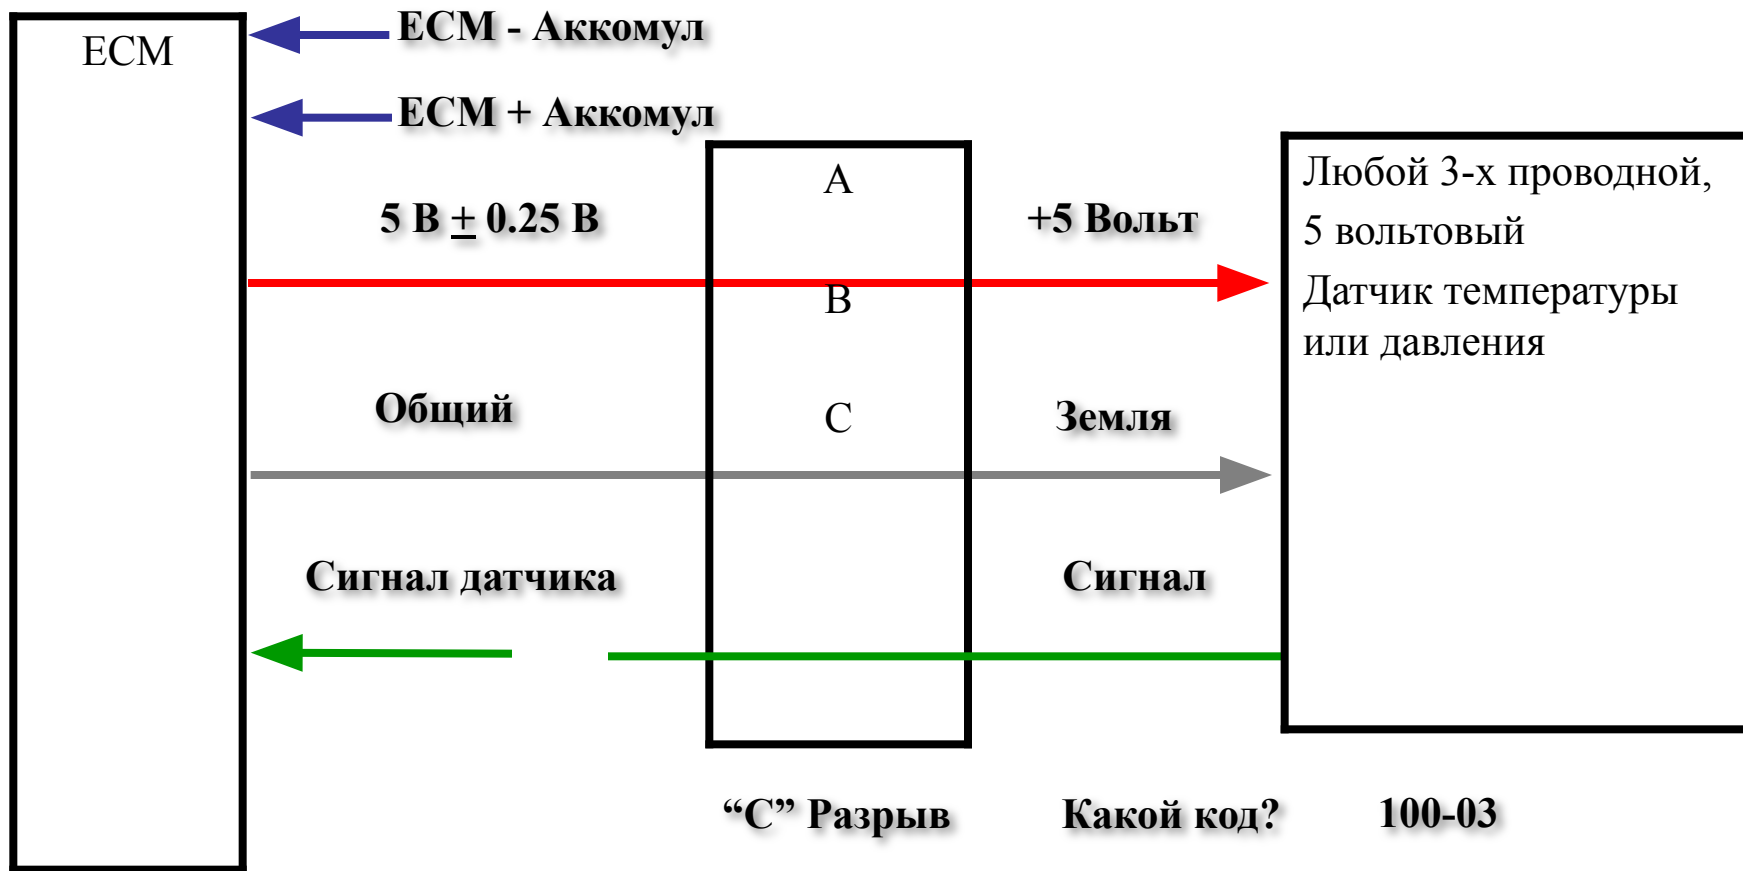 ECM
ECM - Аккомул
ECM + Аккомул
A
5 В ± 0.25 В
+5 Вольт
B
Общий
C
Земля
Сигнал датчика
Сигнал
Любой 3-х проводной,
5 вольтовый
Датчик температуры
или давления
“C” Разрыв
Какой код?
100-03